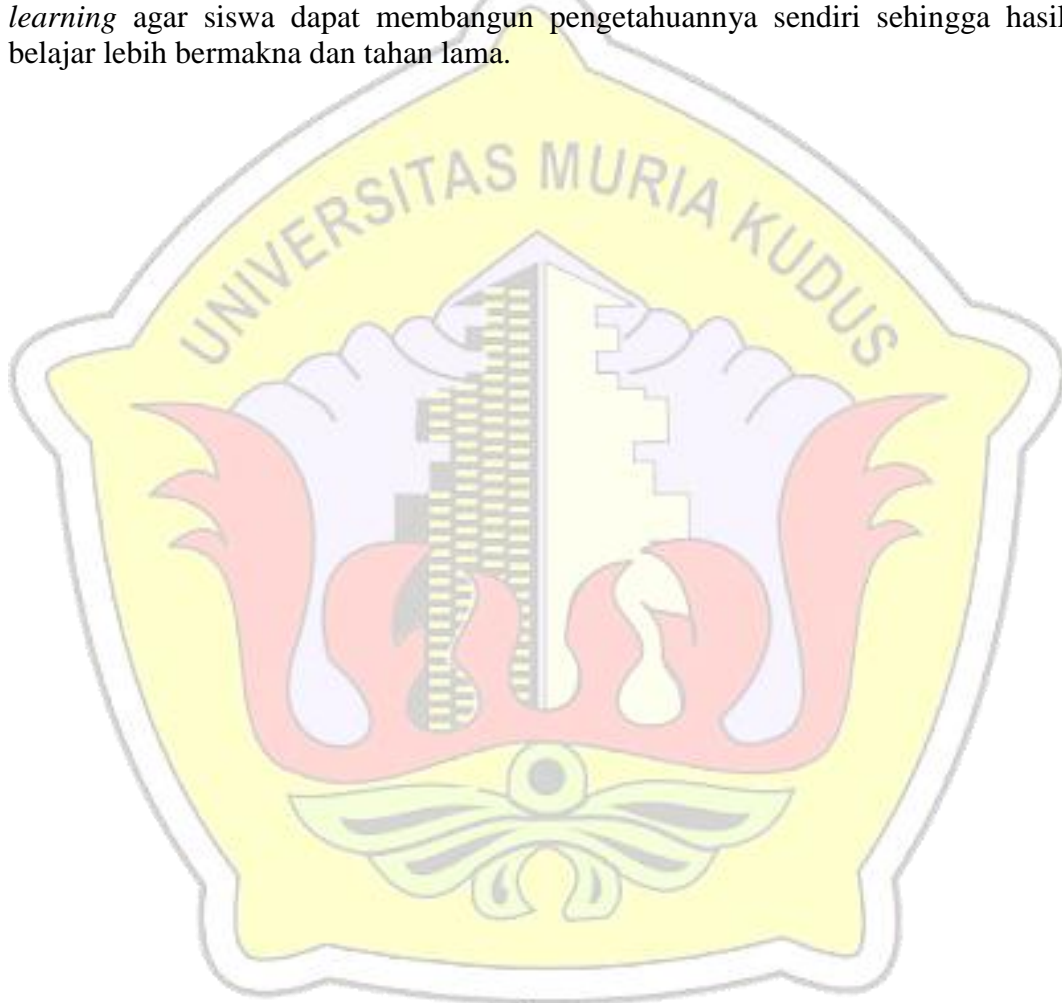 learning agar siswa dapat membangun pengetahuannya sendiri sehingga hasil
belajar lebih bermakna dan tahan lama.
UNIVERSITAS MURIA KUDUS